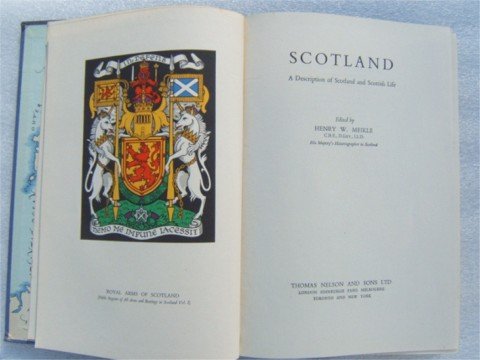 In Defens
NEMO ME IMPUNE LACESSIT
ROYAL ARMS OF SCOTLAND
SCOTLAND
A Description of Scotland and Scottish Life
Edited by
HENRY W. MEIKLE
C.B.E., D.Litt., LL.D.
His Majesty's Historiographer in Scotland
THOMAS NELSON AND SONS LTD
LONDON EDINBURGH PARIS MELBOURNE
TORONTO AND NEW YORK